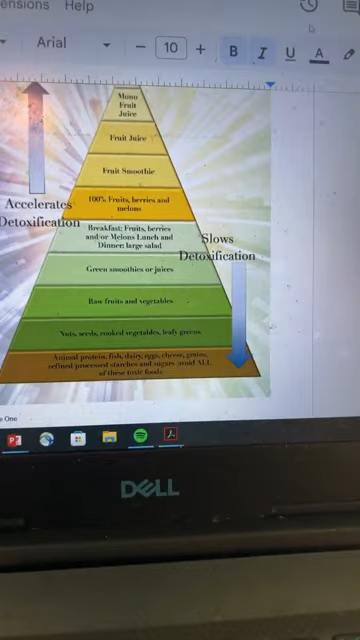 ensions Help
Arial
10
B I U A
Mono
Fruit
Juice
Fruit Juice
Fruit Smoothie
100% Fruits, berries and
melons
Accelerates
Detoxification
Breakfast: Fruits, berries
and/or Melons Lunch and
Dinner: large salad
Slows
Detoxification
Green smoothies or juices
Raw fruits and vegetables
Nuts, seeds, cooked vegetables, leafy greens
Animal protein, fish, dairy, eggs, cheese, grains,
refined processed starches and sugars avoid ALL
of these toxic foods
e One
DELL